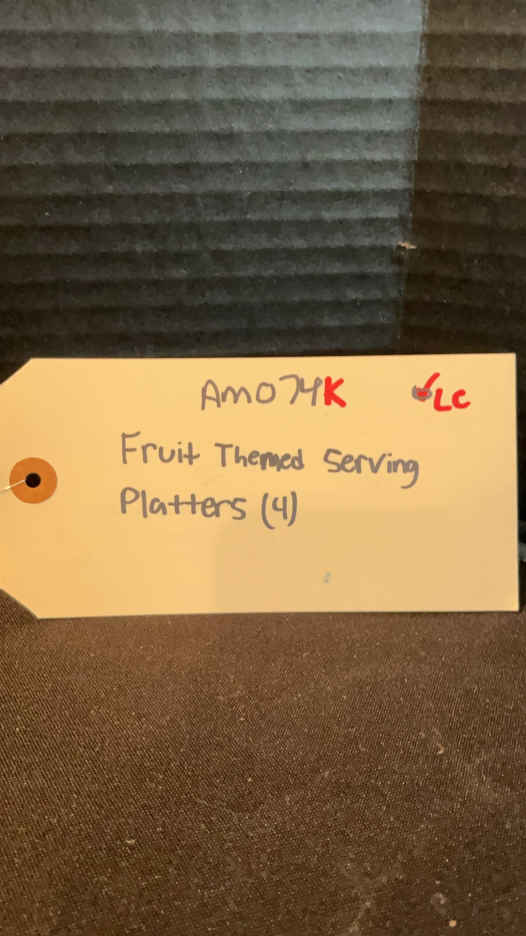 AM074K ✓LC
Fruit Themed Serving
Platters (4)